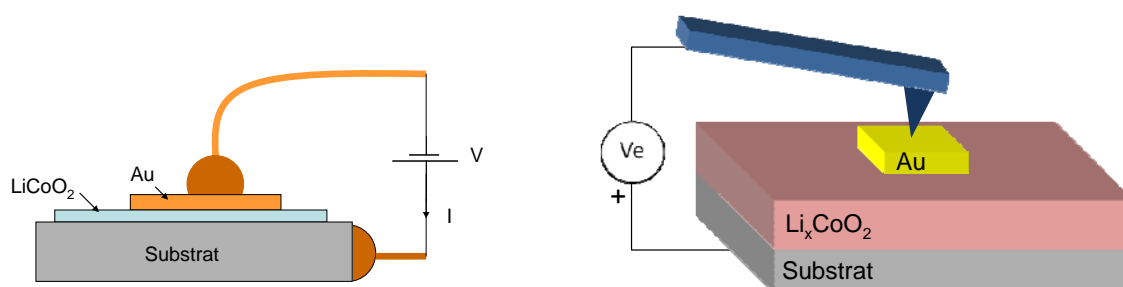 LiCoO₂
Au
V
I
Substrat
Ve
+
Au
LiₓCoO₂
Substrat